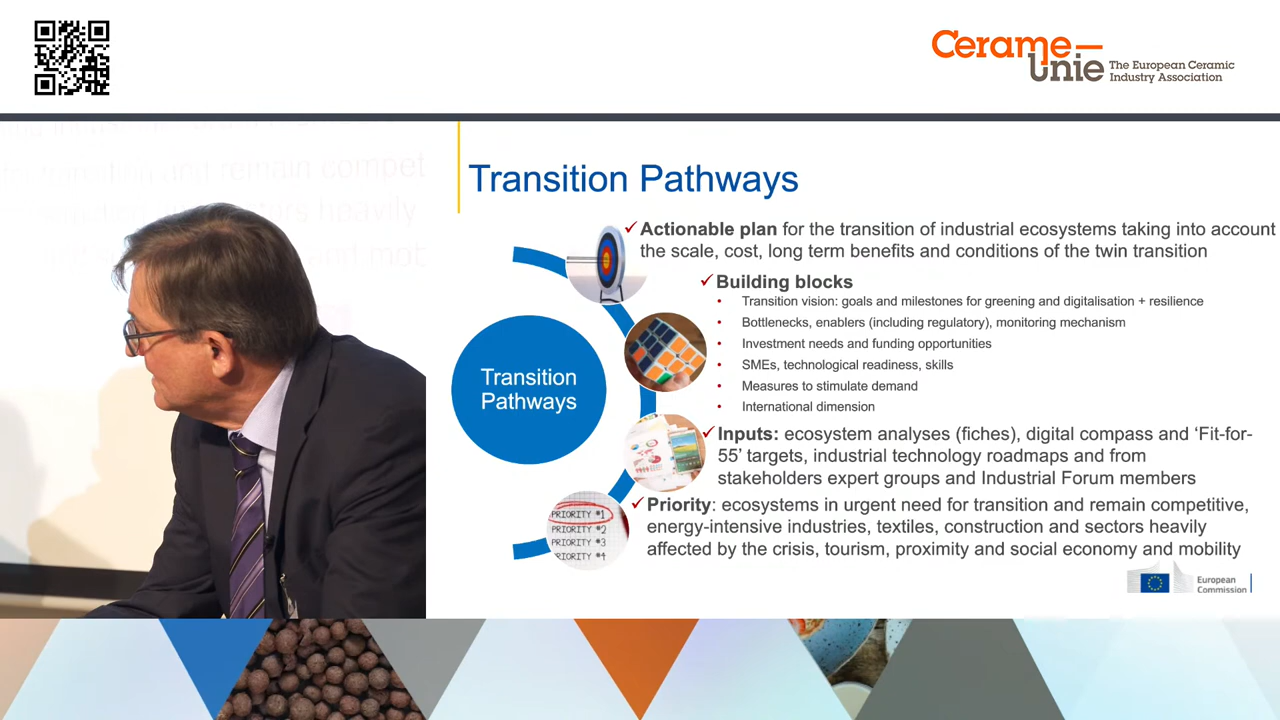 Cerame
Unie The European Ceramic
Industry Association
remain compet
heavily
and mot
Transition Pathways
Actionable plan for the transition of industrial ecosystems taking into account
the scale, cost, long term benefits and conditions of the twin transition
Building blocks
• Transition vision: goals and milestones for greening and digitalisation + resilience
• Bottlenecks, enablers (including regulatory), monitoring mechanism
• Investment needs and funding opportunities
• SMEs, technological readiness, skills
• Measures to stimulate demand
• International dimension
Transition
Pathways
Inputs: ecosystem analyses (fiches), digital compass and ‘Fit-for-
55’ targets, industrial technology roadmaps and from
stakeholders expert groups and Industrial Forum members
Priority: ecosystems in urgent need for transition and remain competitive,
energy-intensive industries, textiles, construction and sectors heavily
affected by the crisis, tourism, proximity and social economy and mobility
PRIORITY #1
PRIORITY #2
PRIORITY #3
PRIORITY #4
European
Commission